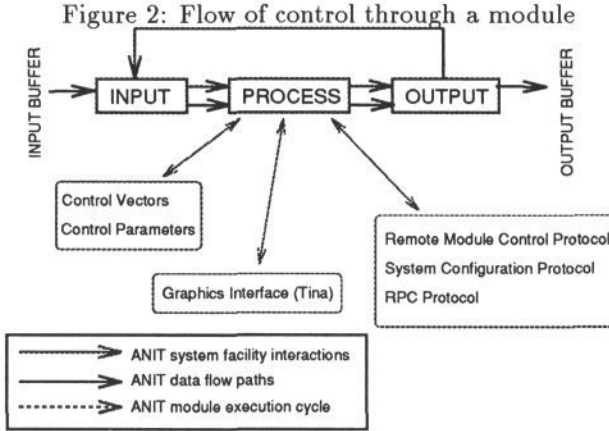 Figure 2: Flow of control through a module
INPUT BUFFER
INPUT
PROCESS
OUTPUT
OUTPUT BUFFER
Control Vectors
Control Parameters
Graphics Interface (Tina)
Remote Module Control Protocol
System Configuration Protocol
RPC Protocol
ANIT system facility interactions
ANIT data flow paths
ANIT module execution cycle